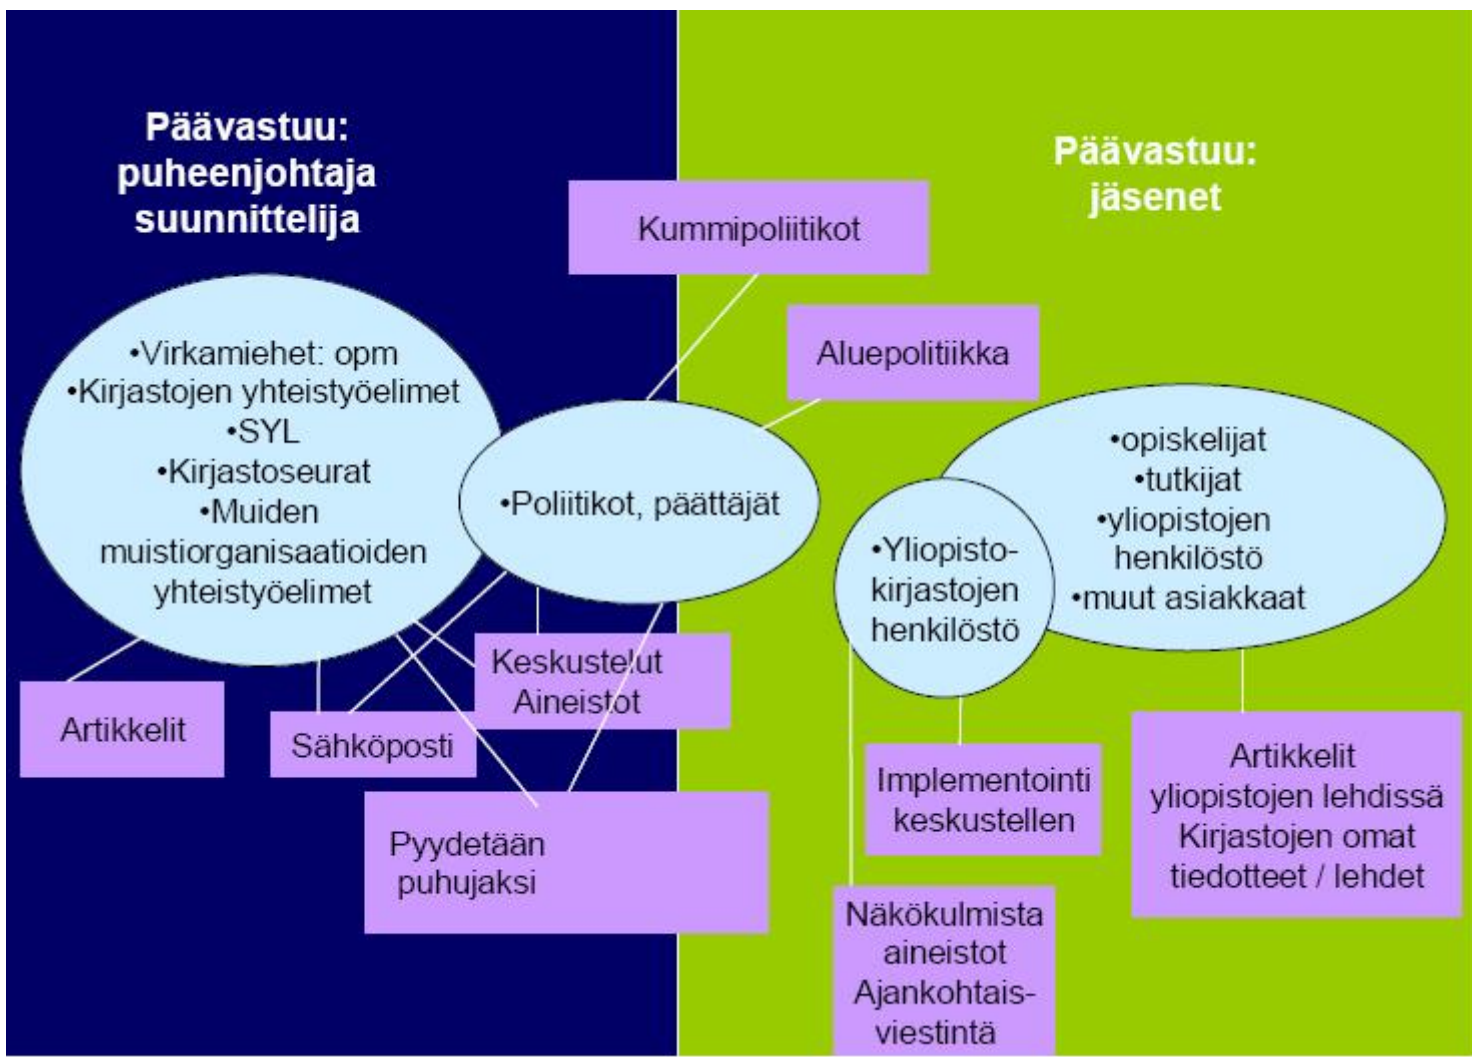 Päävastuu:
puheenjohtaja
suunnittelija
Päävastuu:
jäsenet
Kummipoliitikot
Aluepolitiikka
•Virkamiehet: opm
•Kirjastojen yhteistyöelimet
•SYL
•Kirjastoseurat
•Muiden
muistiorganisaatioiden
yhteistyöelimet
•Poliitikot, päättäjät
•opiskelijat
•tutkijat
•yliopistojen
henkilöstö
•muut asiakkaat
•Yliopisto-
kirjastojen
henkilöstö
Artikkelit
Sähköposti
Keskustelut
Aineistot
Pyydetään
puhujaksi
Implementointi
keskustellen
Artikkelit
yliopistojen lehdissä
Kirjastojen omat
tiedotteet / lehdet
Näkökulmista
aineistot
Ajankohtais-
viestintä